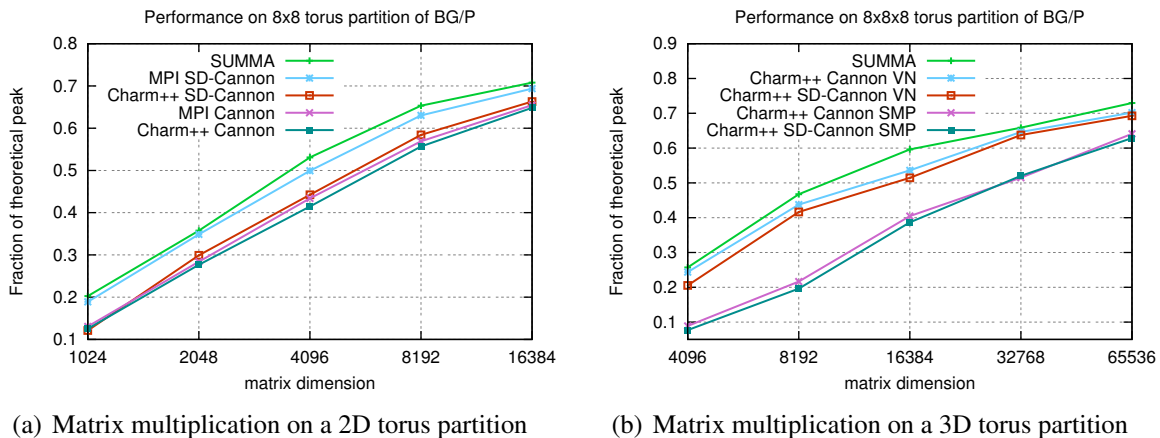 Performance on 8x8 torus partition of BG/P
0.8
0.7
0.6
0.5
0.4
0.3
0.2
0.1
Fraction of theoretical peak
SUMMA
MPI SD-Cannon
Charm++ SD-Cannon
MPI Cannon
Charm++ Cannon
1024 2048 4096 8192 16384
matrix dimension
(a) Matrix multiplication on a 2D torus partition
Performance on 8x8x8 torus partition of BG/P
0.9
0.8
0.7
0.6
0.5
0.4
0.3
0.2
0.1
Fraction of theoretical peak
SUMMA
Charm++ Cannon VN
Charm++ SD-Cannon VN
Charm++ Cannon SMP
Charm++ SD-Cannon SMP
4096 8192 16384 32768 65536
matrix dimension
(b) Matrix multiplication on a 3D torus partition